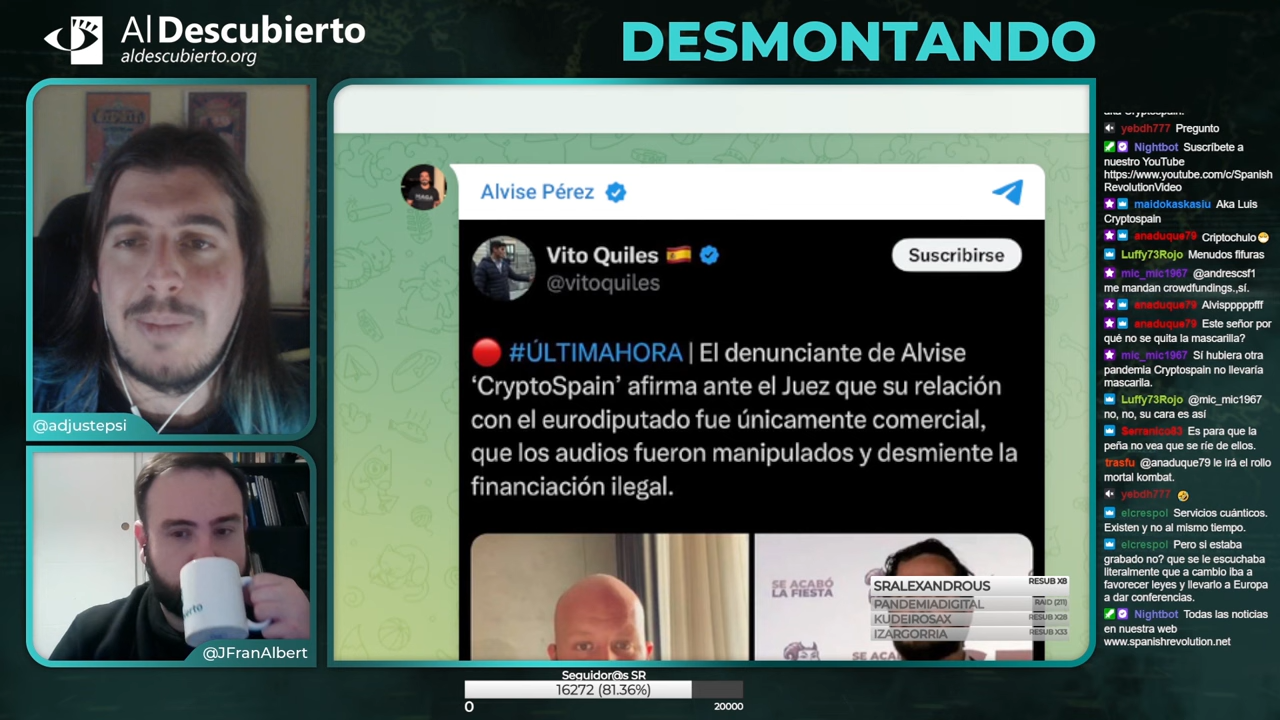 Al Descubierto
aldescubierto.org
DESMONTANDO
@adjustepsi
@JFranAlbert
Alvise Pérez
Vito Quiles
@vitoquiles
Suscribirse
#ÚLTIMAHORA | El denunciante de Alvise
‘CryptoSpain’ afirma ante el Juez que su relación
con el eurodiputado fue únicamente comercial,
que los audios fueron manipulados y desmiente la
financiación ilegal.
SE ACABÓ
LA FIESTA
SE ACA
SRALEXANDROUS RESUB X8
PANDEMIADIGITAL RAID (211)
KUDEIROSAX RESUB X28
IZARGORRIA RESUB X33
Seguidor@s SR
16272 (81.36%)
0 20000
yebdh777 Pregunto
Nightbot Suscríbete a
nuestro YouTube
https://www.youtube.com/c/Spanish
RevolutionVideo
maidokaskasiu Aka Luis
Cryptospain
anaduque79 Criptochulo
Luffy73Rojo Menudos fifuras
mic_mic1967 @andrescsf1
me mandan crowdfundings.,sí.
anaduque79 Alvispppppfff
anaduque79 Este señor por
qué no se quita la mascarilla?
mic_mic1967 Sí hubiera otra
pandemia Cryptospain no llevaría
mascarlla.
Luffy73Rojo @mic_mic1967
no, no, su cara es así
Serranico83 Es para que la
peña no vea que se ríe de ellos.
trasfu @anaduque79 le irá el rollo
mortal kombat.
yebdh777
elcrespol Servicios cuánticos.
Existen y no al mismo tiempo.
elcrespol Pero si estaba
grabado no? que se le escuchaba
literalmente que a cambio iba a
favorecer leyes y llevarlo a Europa
a dar conferencias.
Nightbot Todas las noticias
en nuestra web
www.spanishrevolution.net